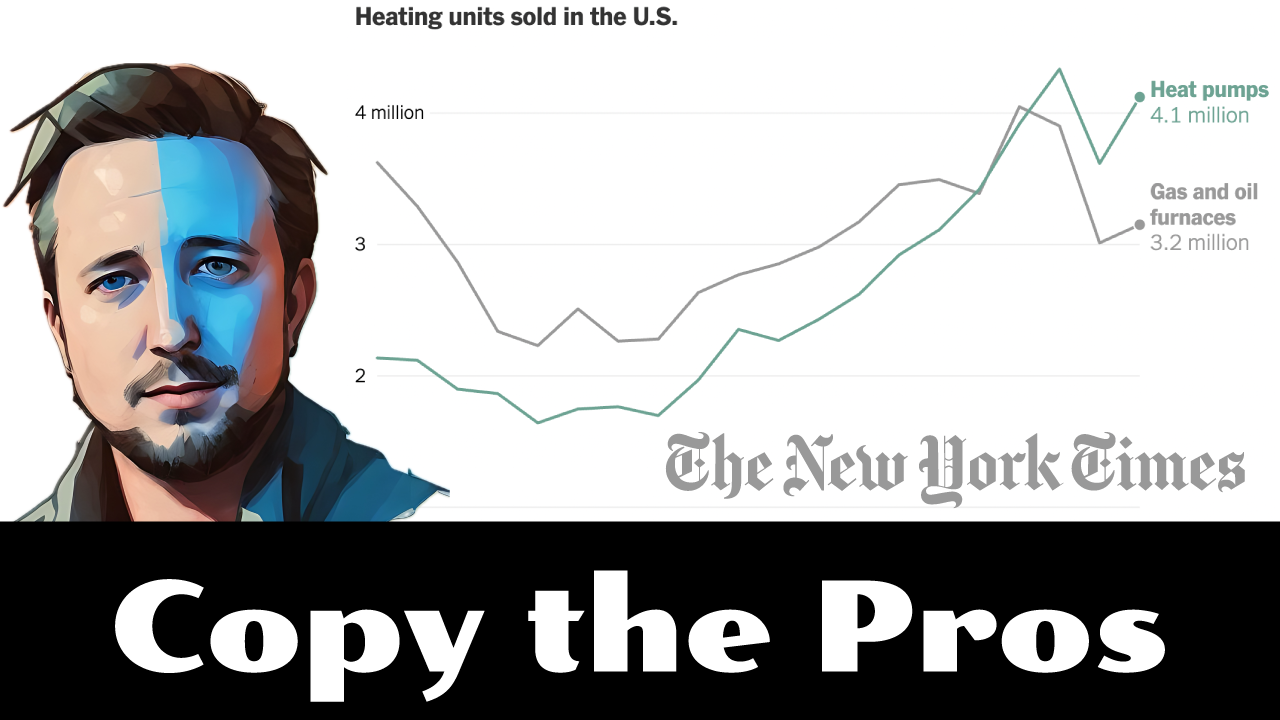 Heating units sold in the U.S.
4 million
3
2
Heat pumps
4.1 million
Gas and oil
furnaces
3.2 million
The New York Times
Copy the Pros